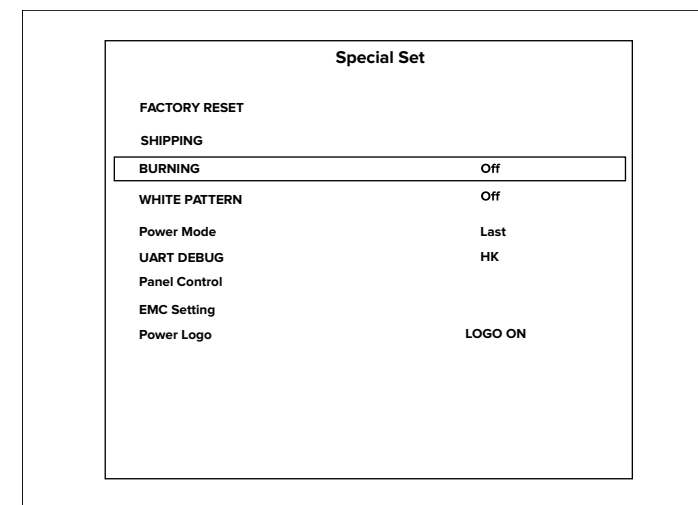 Special Set
FACTORY RESET
SHIPPING
BURNING Off
WHITE PATTERN Off
Power Mode Last
UART DEBUG HK
Panel Control
EMC Setting
Power Logo LOGO ON